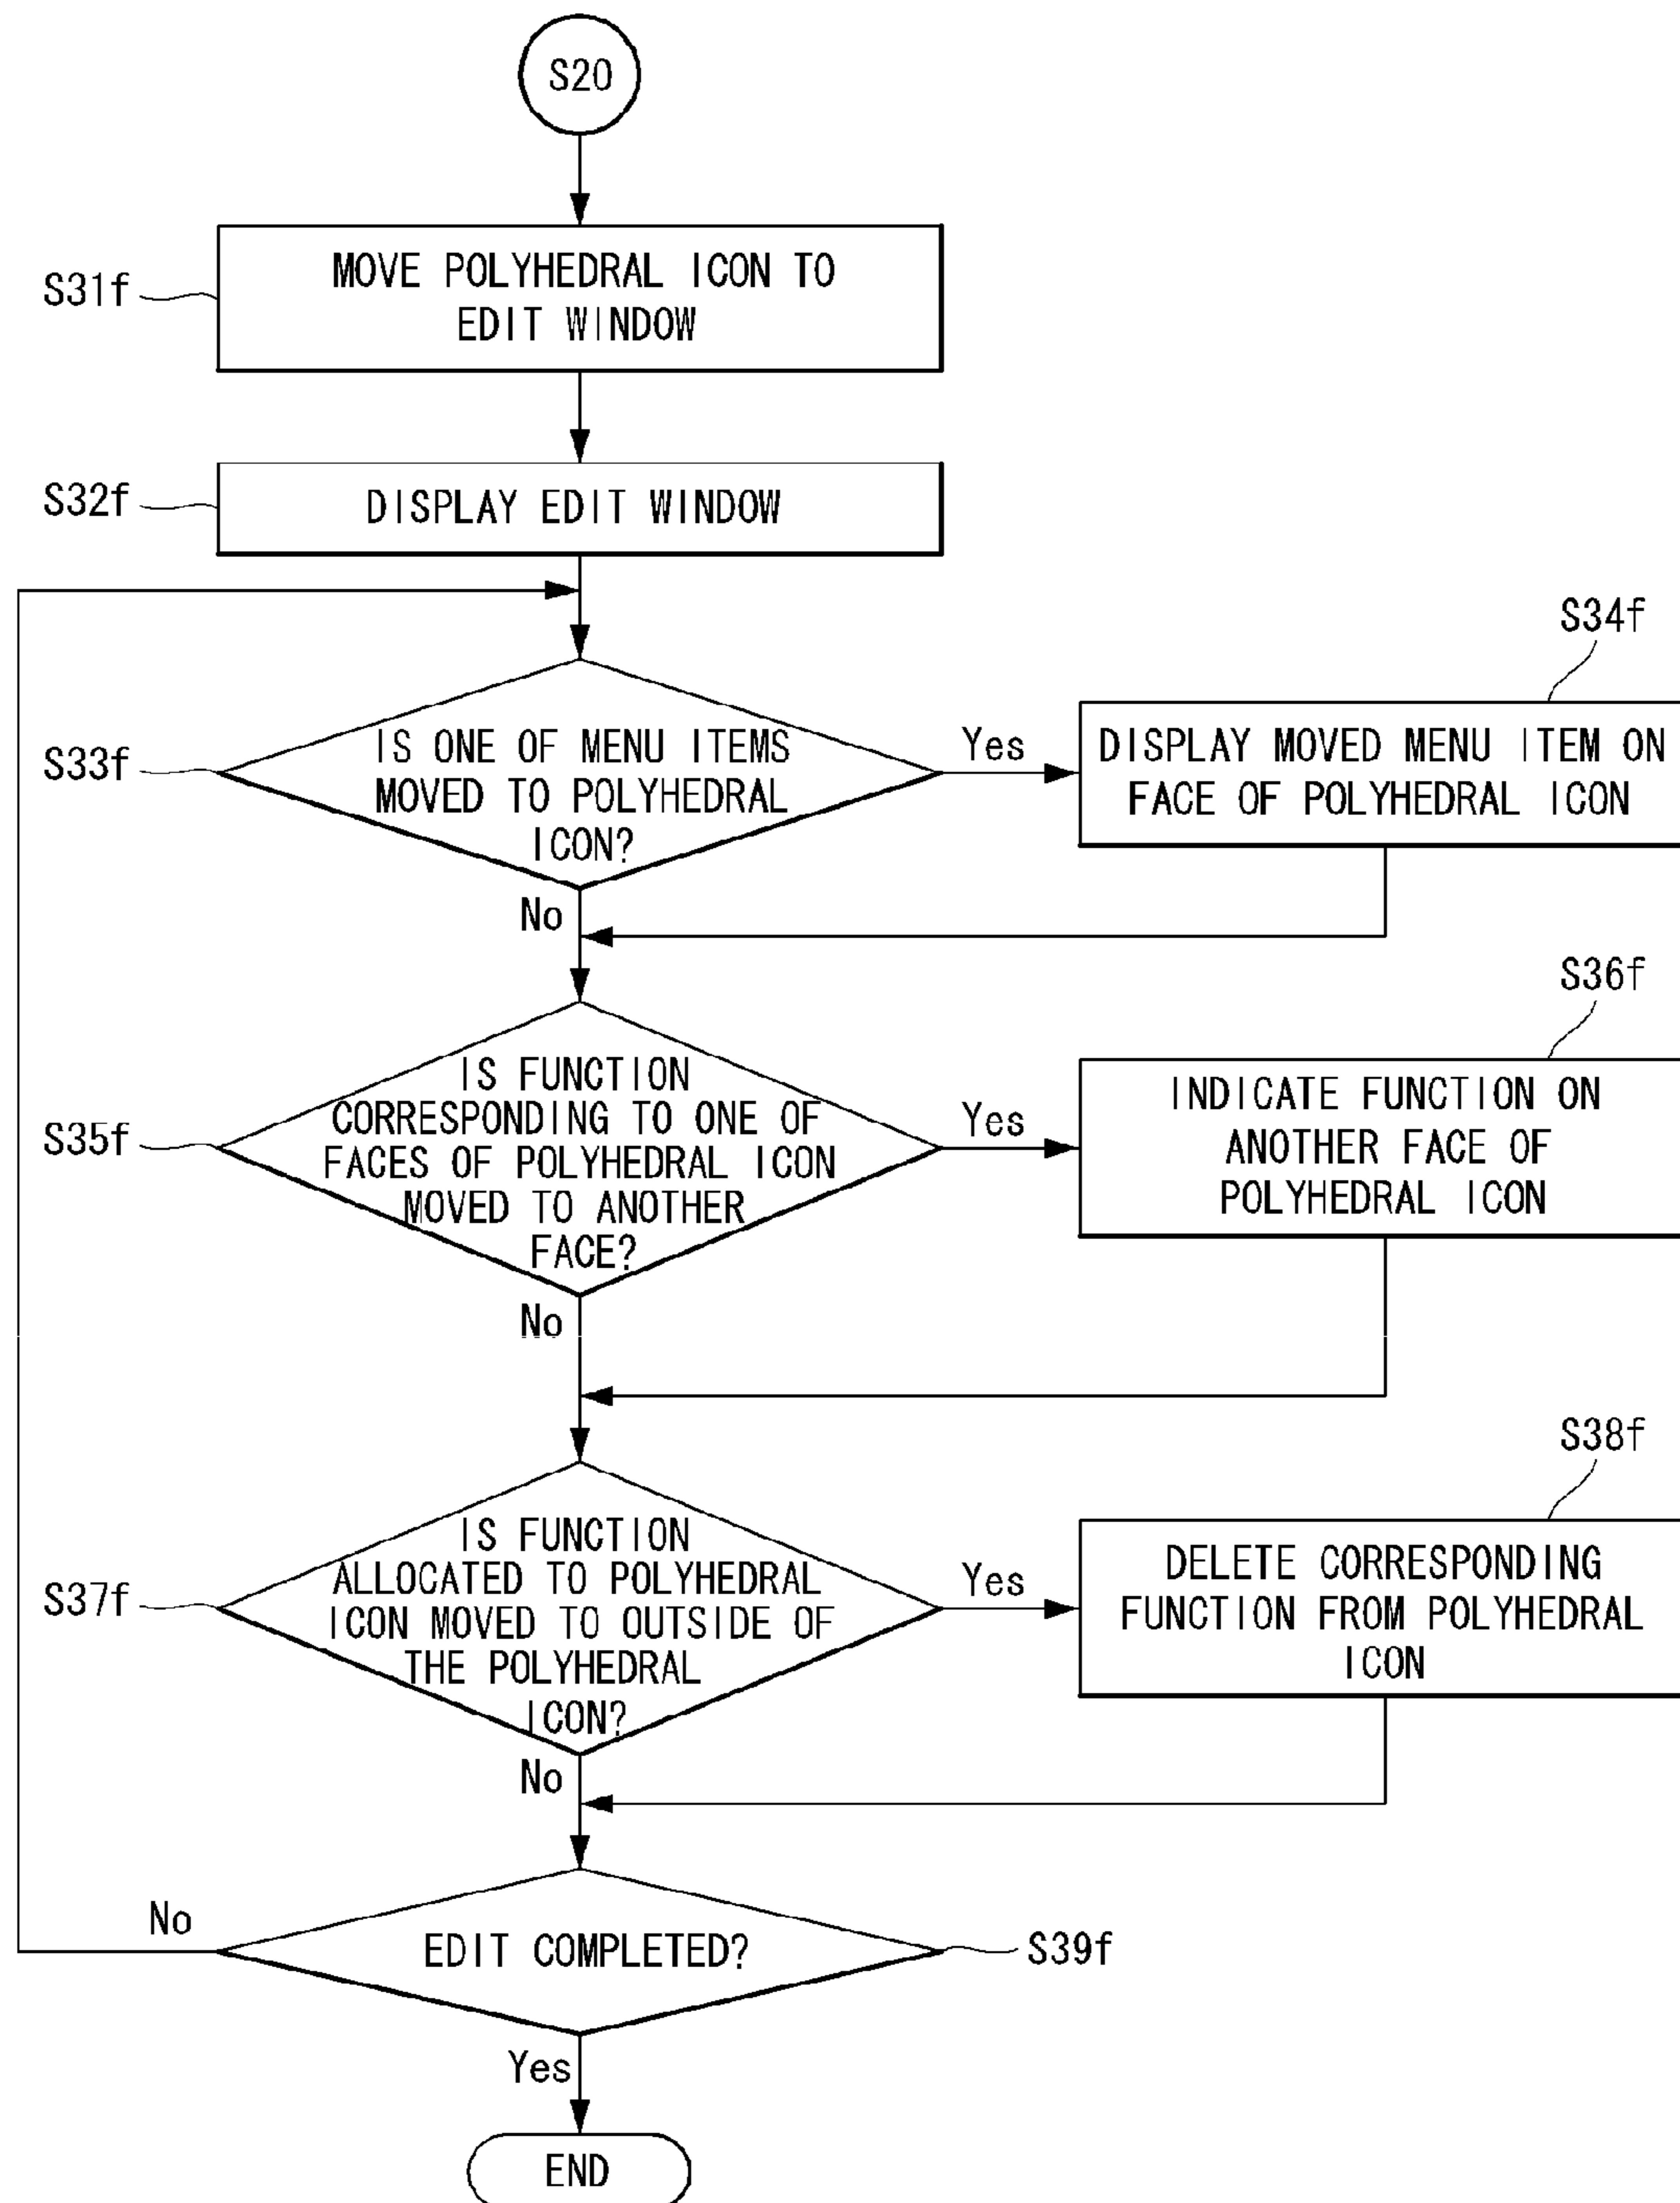 S20
S31f
MOVE POLYHEDRAL ICON TO
EDIT WINDOW
S32f
DISPLAY EDIT WINDOW
S33f
IS ONE OF MENU ITEMS
MOVED TO POLYHEDRAL
ICON?
Yes
No
S34f
DISPLAY MOVED MENU ITEM ON
FACE OF POLYHEDRAL ICON
S35f
IS FUNCTION
CORRESPONDING TO ONE OF
FACES OF POLYHEDRAL ICON
MOVED TO ANOTHER
FACE?
Yes
No
S36f
INDICATE FUNCTION ON
ANOTHER FACE OF
POLYHEDRAL ICON
S37f
IS FUNCTION
ALLOCATED TO POLYHEDRAL
ICON MOVED TO OUTSIDE OF
THE POLYHEDRAL
ICON?
Yes
No
S38f
DELETE CORRESPONDING
FUNCTION FROM POLYHEDRAL
ICON
No
EDIT COMPLETED?
S39f
Yes
END